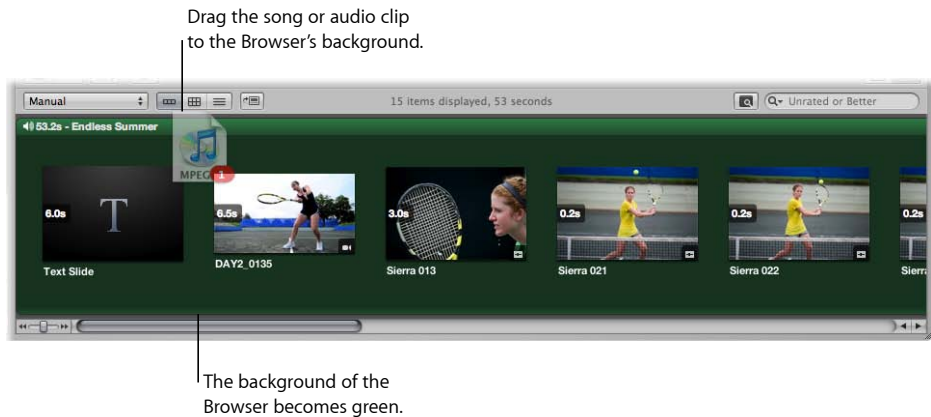 Drag the song or audio clip
to the Browser's background.
Manual
15 items displayed, 53 seconds
Unrated or Better
53.2s - Endless Summer
MPEG
1
6.0s
T
6.5s
3.0s
0.2s
0.2s
0.2s
Text Slide
DAY2_0135
Sierra 013
Sierra 021
Sierra 022
The background of the
Browser becomes green.